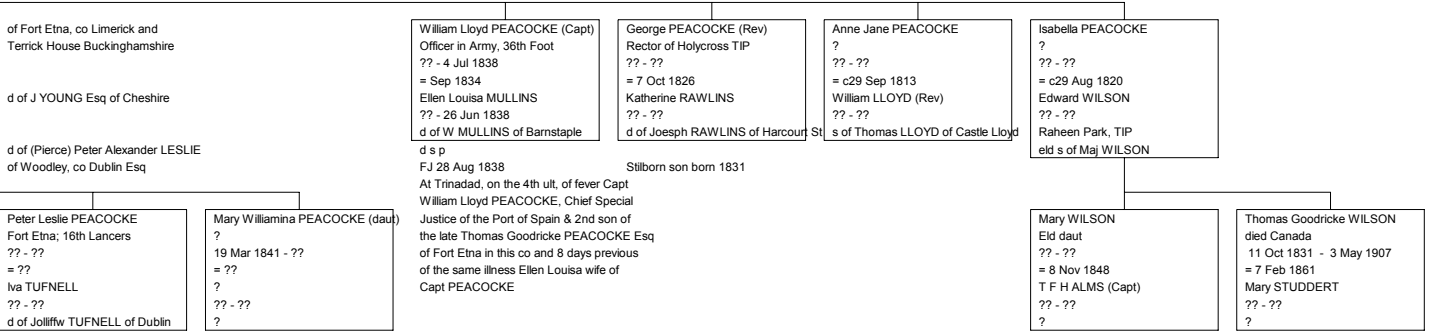 of Fort Etna, co Limerick and
Terrick House Buckinghamshire
d of J YOUNG Esq of Cheshire
d of (Pierce) Peter Alexander LESLIE
of Woodley, co Dublin Esq
William Lloyd PEACOCKE (Capt)
Officer in Army, 36th Foot
?? - 4 Jul 1838
= Sep 1834
Ellen Louisa MULLINS
?? - 26 Jun 1838
d of W MULLINS of Barnstaple
d s p
FJ 28 Aug 1838
At Trinadad, on the 4th ult, of fever Capt
William Lloyd PEACOCKE, Chief Special
Justice of the Port of Spain & 2nd son of
the late Thomas Goodricke PEACOCKE Esq
of Fort Etna in this co and 8 days previous
of the same illness Ellen Louisa wife of
Capt PEACOCKE
George PEACOCKE (Rev)
Rector of Holycross TIP
?? - ??
= 7 Oct 1826
Katherine RAWLINS
?? - ??
d of Joesph RAWLINS of Harcourt St
Stilborn son born 1831
Anne Jane PEACOCKE
?
?? - ??
= c29 Sep 1813
William LLOYD (Rev)
?? - ??
s of Thomas LLOYD of Castle Lloyd
Isabella PEACOCKE
?
?? - ??
= c29 Aug 1820
Edward WILSON
?? - ??
Raheen Park, TIP
eld s of Maj WILSON
Peter Leslie PEACOCKE
Fort Etna; 16th Lancers
?? - ??
= ??
Iva TUFNELL
?? - ??
d of Jolliffw TUFNELL of Dublin
Mary Williamina PEACOCKE (daut)
?
19 Mar 1841 - ??
= ??
?
?? - ??
?
Mary WILSON
Eld daut
?? - ??
= 8 Nov 1848
T F H ALMS (Capt)
?? - ??
?
Thomas Goodricke WILSON
died Canada
11 Oct 1831 - 3 May 1907
= 7 Feb 1861
Mary STUDDERT
?? - ??
?